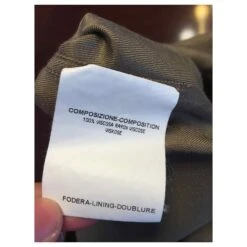 COMPOSIZIONE-COMPOSITION
100% VISCOSA RAYON VISCOSE
VISKOSE
FODERA-LINING-DOUBLURE